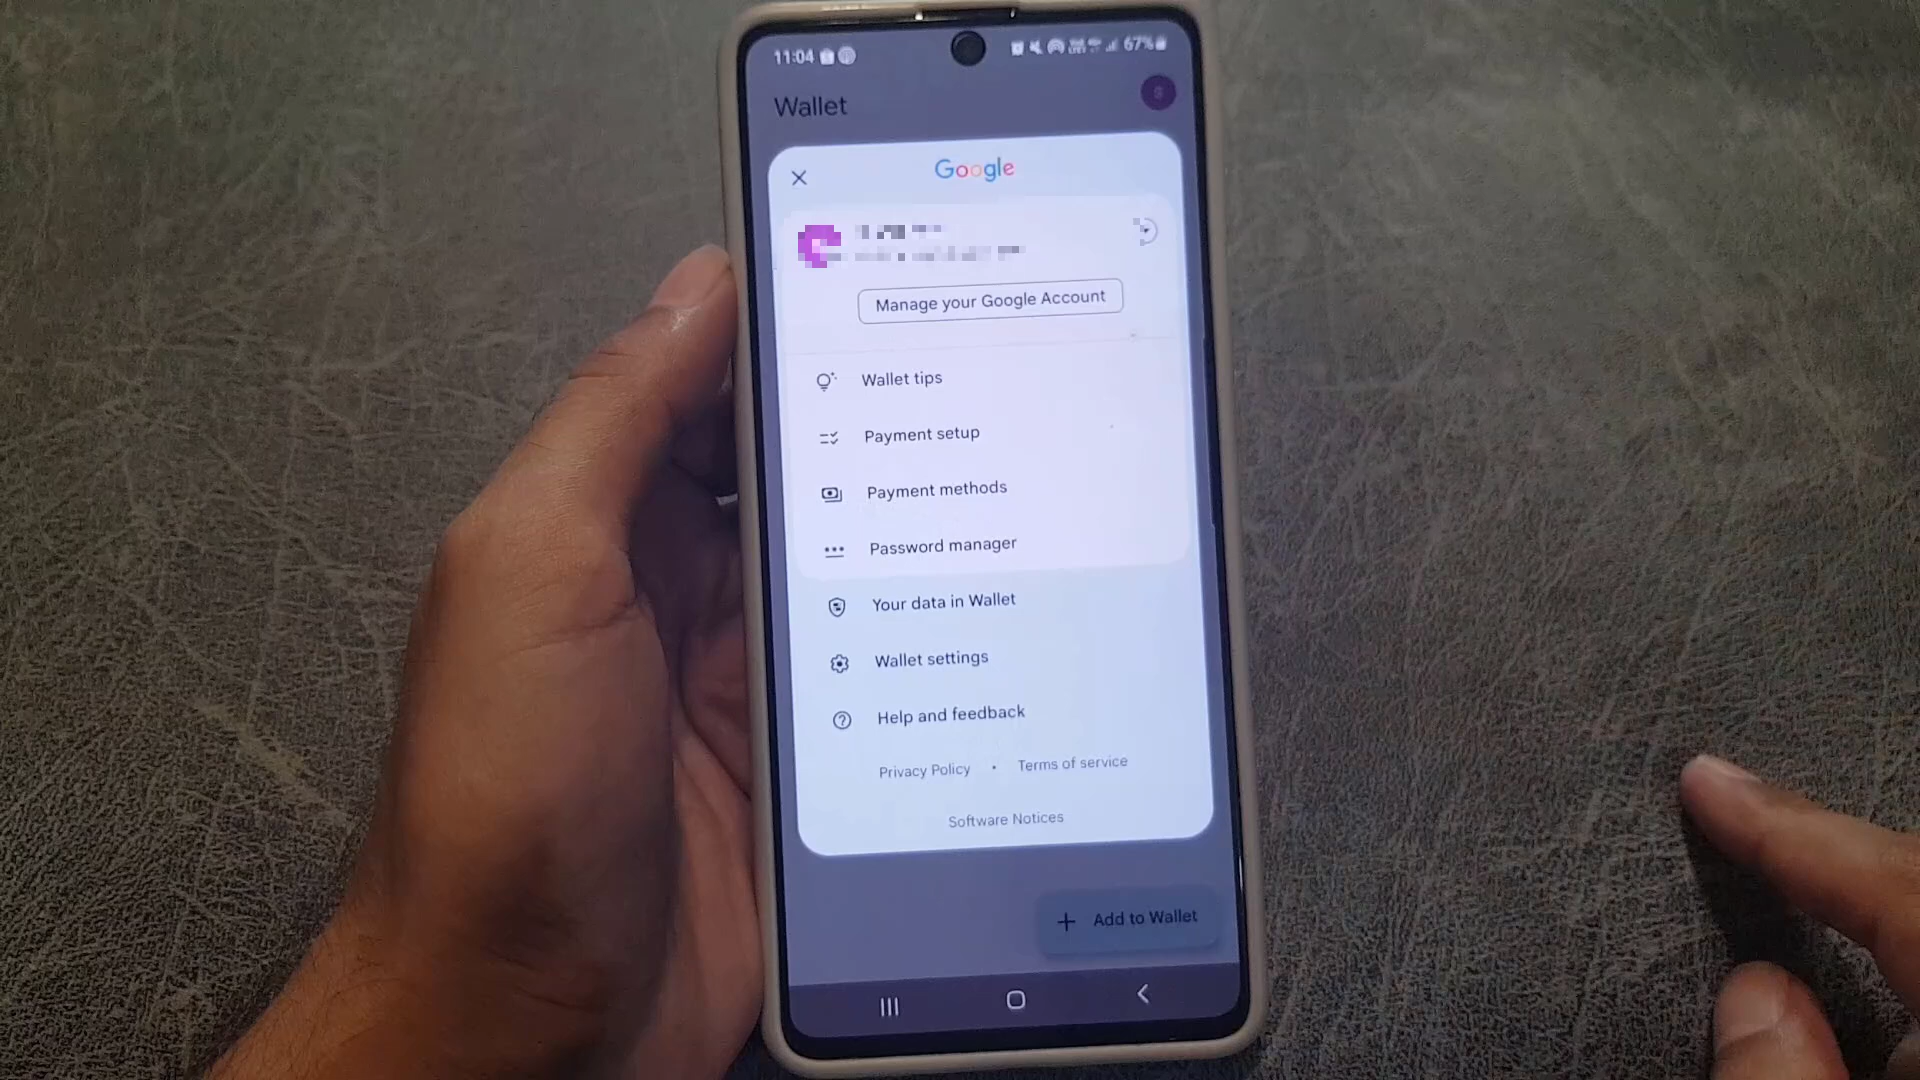 11:04
67%
Wallet
Google
Manage your Google Account
Wallet tips
Payment setup
Payment methods
Password manager
Your data in Wallet
Wallet settings
Help and feedback
Privacy Policy • Terms of service
Software Notices
+ Add to Wallet